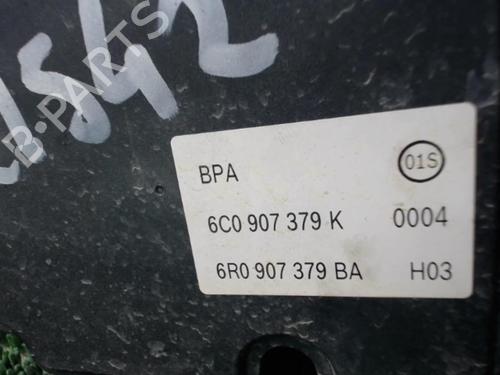 B-PARTS
BPA 01S
6C0 907 379 K 0004
6R0 907 379 BA H03